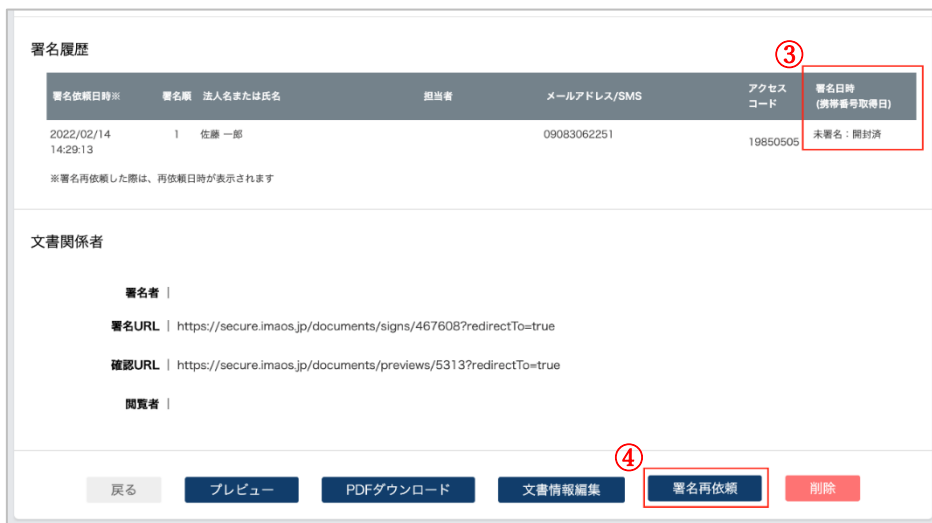 署名履歴
③
署名依頼日時※ 署名順 法人名または氏名 担当者 メールアドレス/SMS アクセス 署名日時
コード (携帯番号取得日)
2022/02/14 1 佐藤 一郎 09083062251 19850505 未署名:開封済
14:29:13
※署名再依頼した際は、再依頼日時が表示されます
文書関係者
署名者 |
署名URL | https://secure.imaos.jp/documents/signs/467608?redirectTo=true
確認URL | https://secure.imaos.jp/documents/previews/5313?redirectTo=true
閲覧者 |
④
戻る プレビュー PDFダウンロード 文書情報編集 署名再依頼 削除